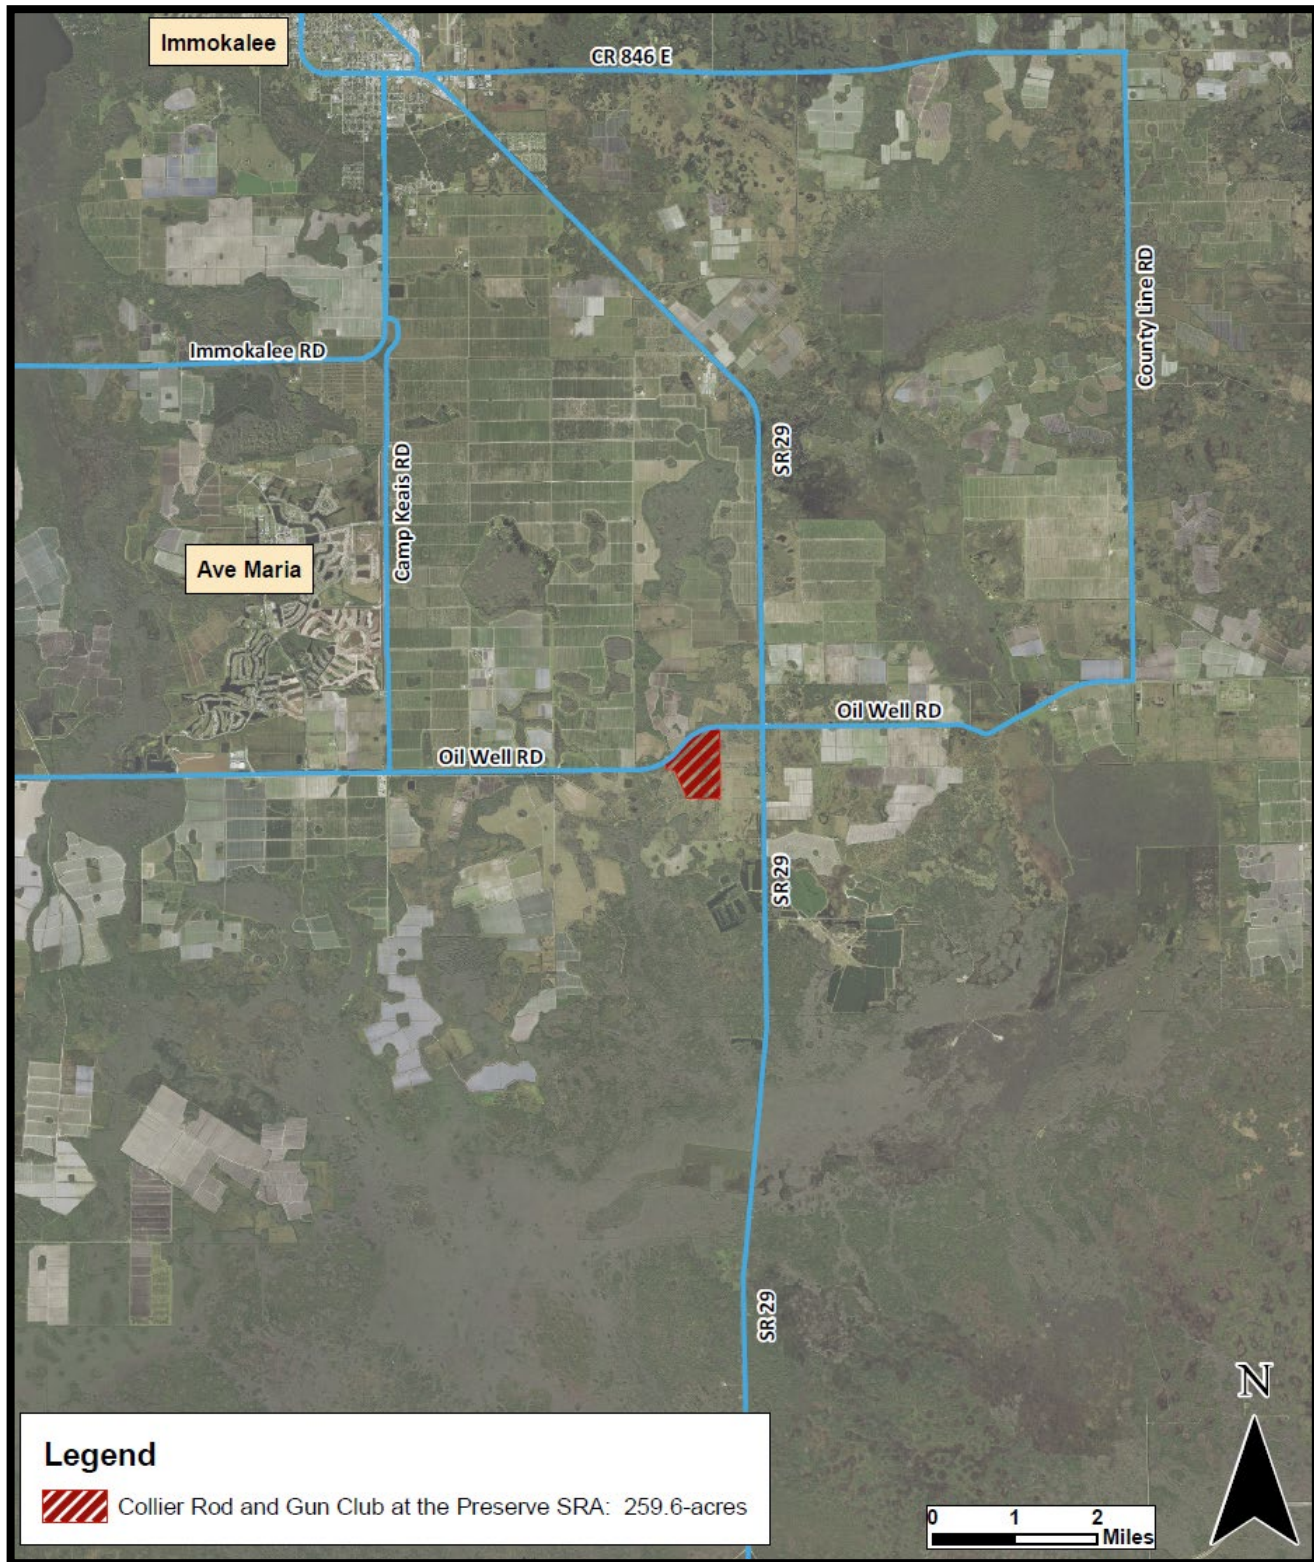 Immokalee
CR 846 E
County Line RD
Immokalee RD
SR 29
Camp Keais RD
Ave Maria
Oil Well RD
Oil Well RD
SR 29
SR 29
N
Legend
Collier Rod and Gun Club at the Preserve SRA: 259.6-acres
0 1 2
Miles